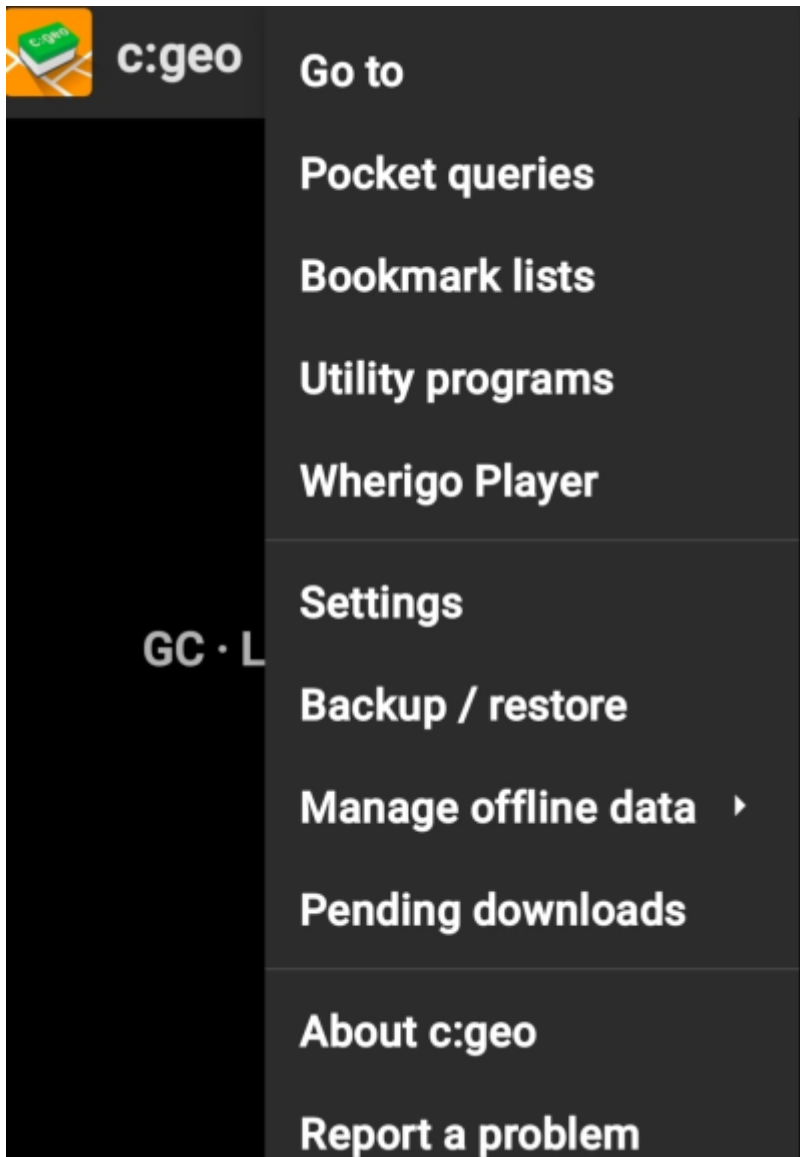 c:geo
c:geo
Go to
Pocket queries
Bookmark lists
Utility programs
Wherigo Player
Settings
GC · L
Backup / restore
Manage offline data
Pending downloads
About c:geo
Report a problem